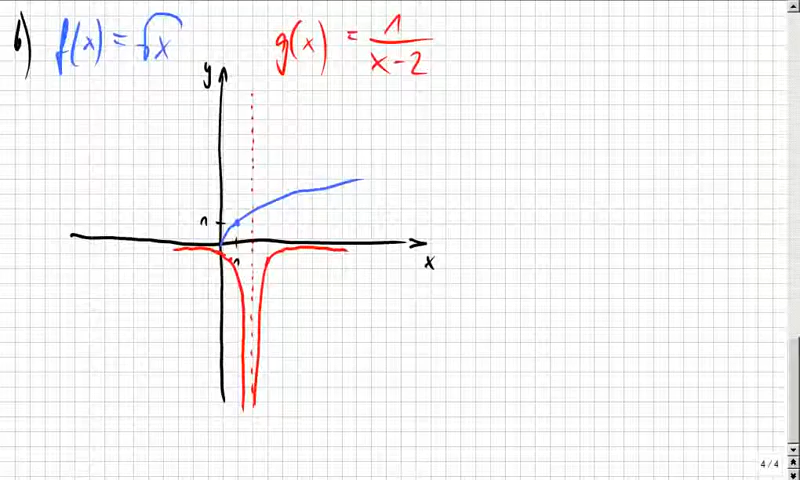 b) f(x) = √x g(x) = 1/(x-2)
y
1
1
x
4 / 4